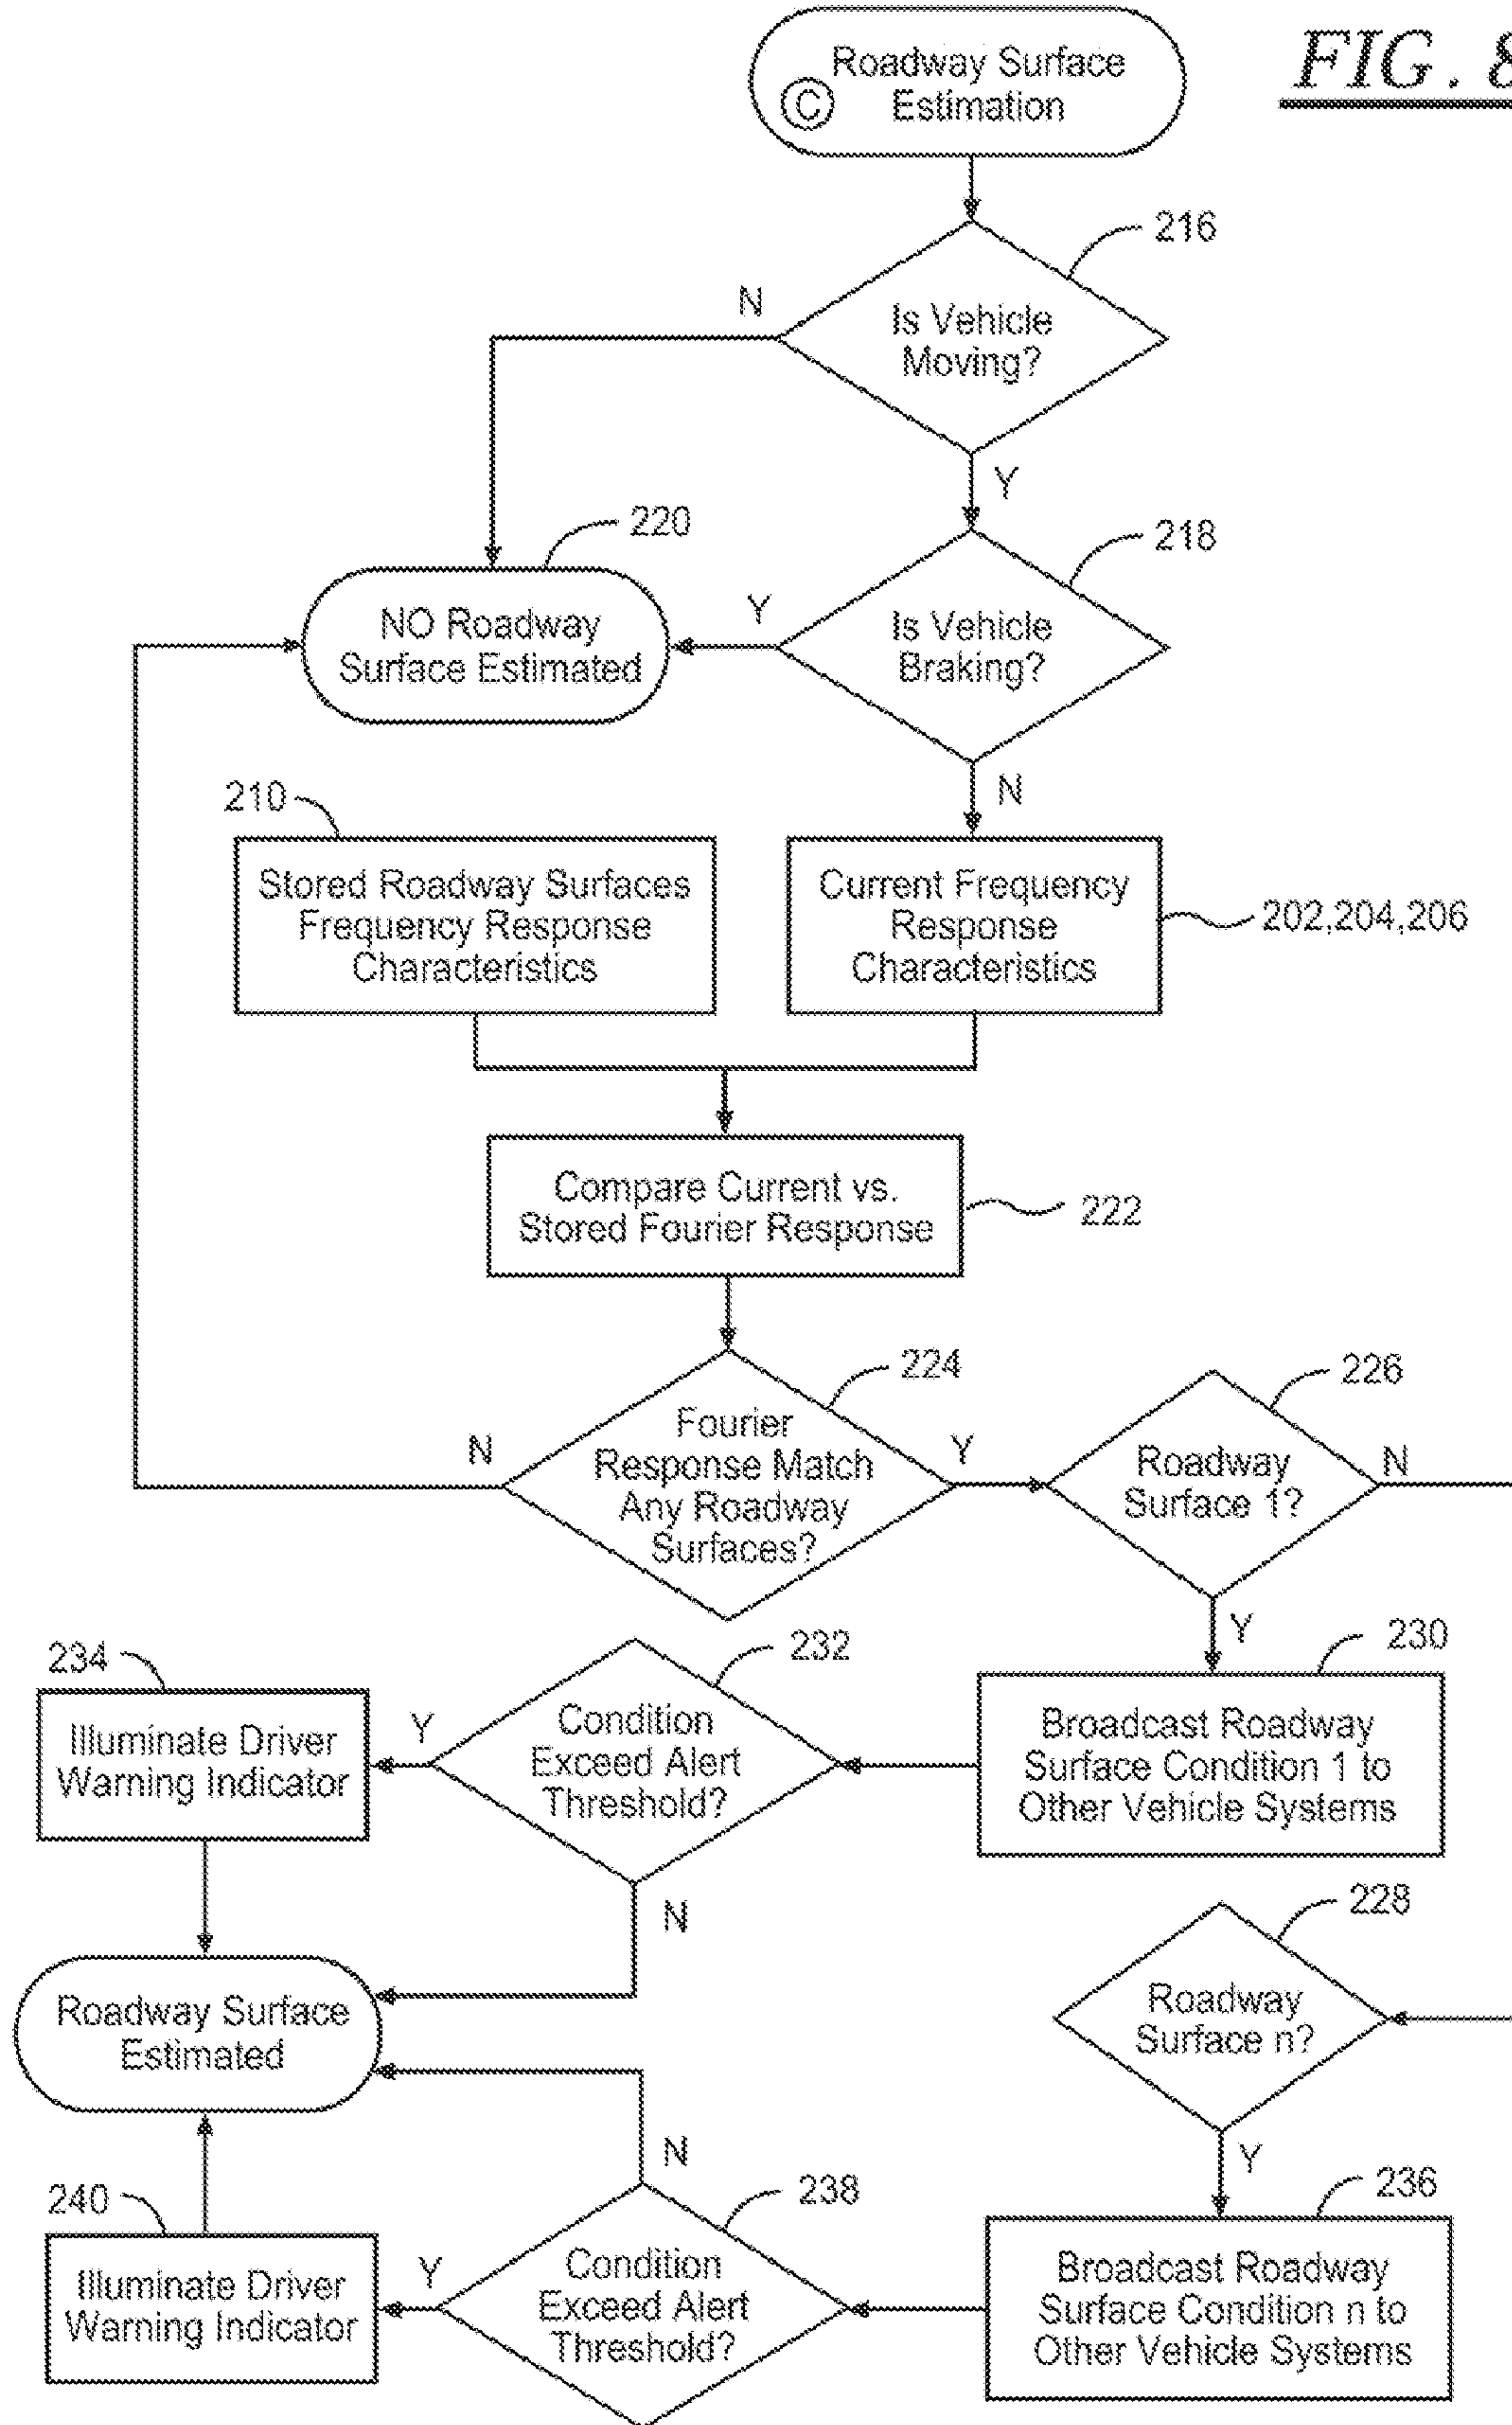 FIG. 8
Roadway Surface
Estimation
C
216
Is Vehicle
Moving?
N
Y
220
218
NO Roadway
Surface Estimated
Y
Is Vehicle
Braking?
N
210
Stored Roadway Surfaces
Frequency Response
Characteristics
Current Frequency
Response
Characteristics
202,204,206
Compare Current vs.
Stored Fourier Response
222
224
Fourier
Response Match
Any Roadway
Surfaces?
N
Y
226
Roadway
Surface 1?
N
Y
230
Broadcast Roadway
Surface Condition 1 to
Other Vehicle Systems
232
Condition
Exceed Alert
Threshold?
Y
N
234
Illuminate Driver
Warning Indicator
Roadway Surface
Estimated
228
Roadway
Surface n?
Y
236
Broadcast Roadway
Surface Condition n to
Other Vehicle Systems
238
Condition
Exceed Alert
Threshold?
N
Y
240
Illuminate Driver
Warning Indicator